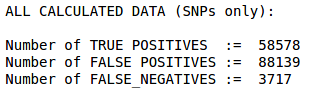 ALL CALCULATED DATA (SNPs only):
Number of TRUE POSITIVES  :=  58578
Number of FALSE POSITIVES :=  88139
Number of FALSE_NEGATIVES :=  3717